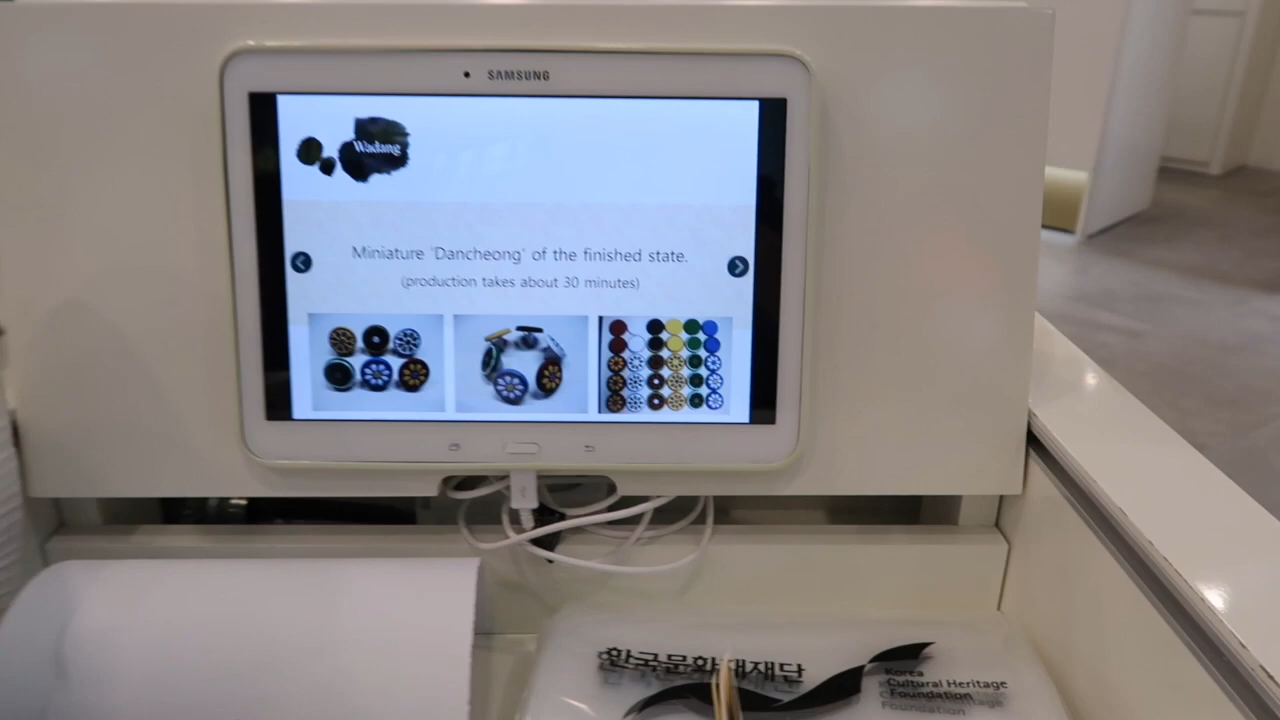 SAMSUNG
Wadang
Miniature 'Dancheong' of the finished state.
(production takes about 30 minutes)
한국문화재재단
Korea
Cultural Heritage
Foundation